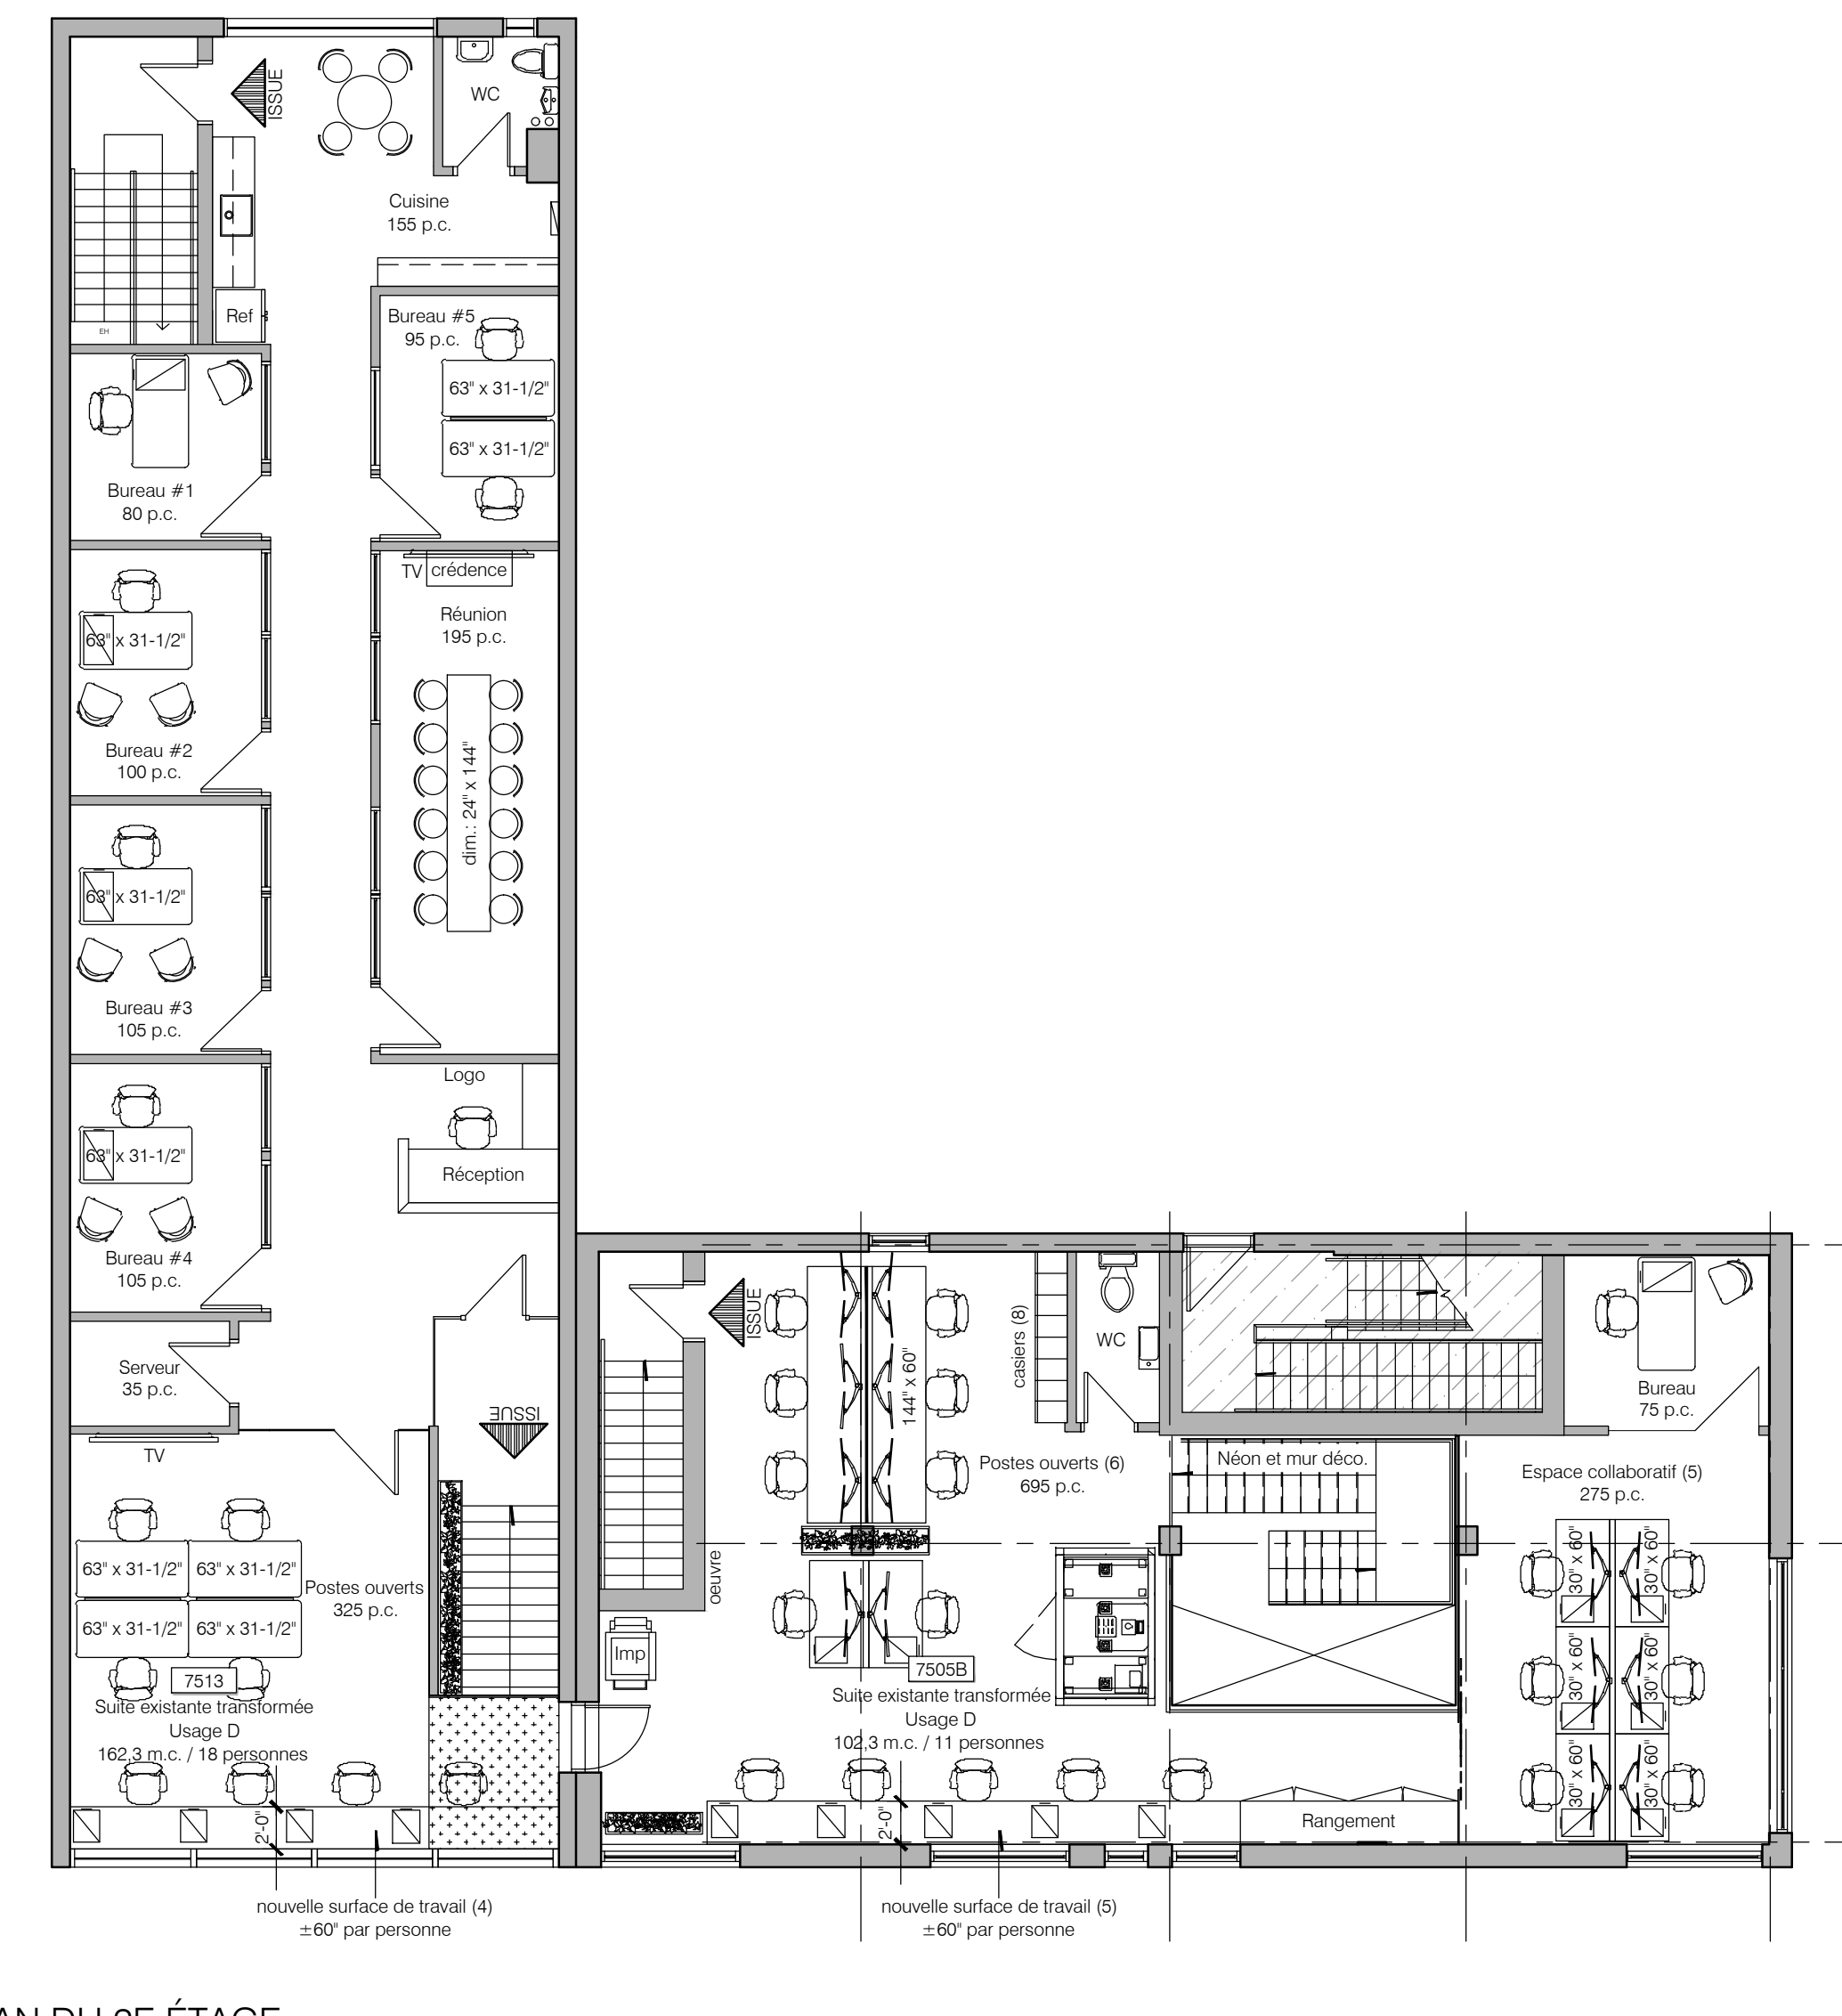 ISSUE
WC
Cuisine
155 p.c.
Ref
EH
Bureau #5
95 p.c.
63" x 31-1/2"
63" x 31-1/2"
Bureau #1
80 p.c.
TV
crédence
Réunion
195 p.c.
63" x 31-1/2"
Bureau #2
100 p.c.
dim.: 24" x 144"
63" x 31-1/2"
Bureau #3
105 p.c.
Logo
Réception
63" x 31-1/2"
Bureau #4
105 p.c.
Serveur
35 p.c.
ISSUE
TV
63" x 31-1/2"
63" x 31-1/2"
63" x 31-1/2"
63" x 31-1/2"
Postes ouverts
325 p.c.
7513
Suite existante transformée
Usage D
162,3 m.c. / 18 personnes
2'-0"
nouvelle surface de travail (4)
±60" par personne
ISSUE
144" x 60"
casiers (8)
WC
Postes ouverts (6)
695 p.c.
oeuvre
Imp
7505B
Suite existante transformée
Usage D
102,3 m.c. / 11 personnes
2'-0"
nouvelle surface de travail (5)
±60" par personne
Néon et mur déco.
Rangement
Bureau
75 p.c.
Espace collaboratif (5)
275 p.c.
30" x 60"
30" x 60"
30" x 60"
30" x 60"
30" x 60"
30" x 60"